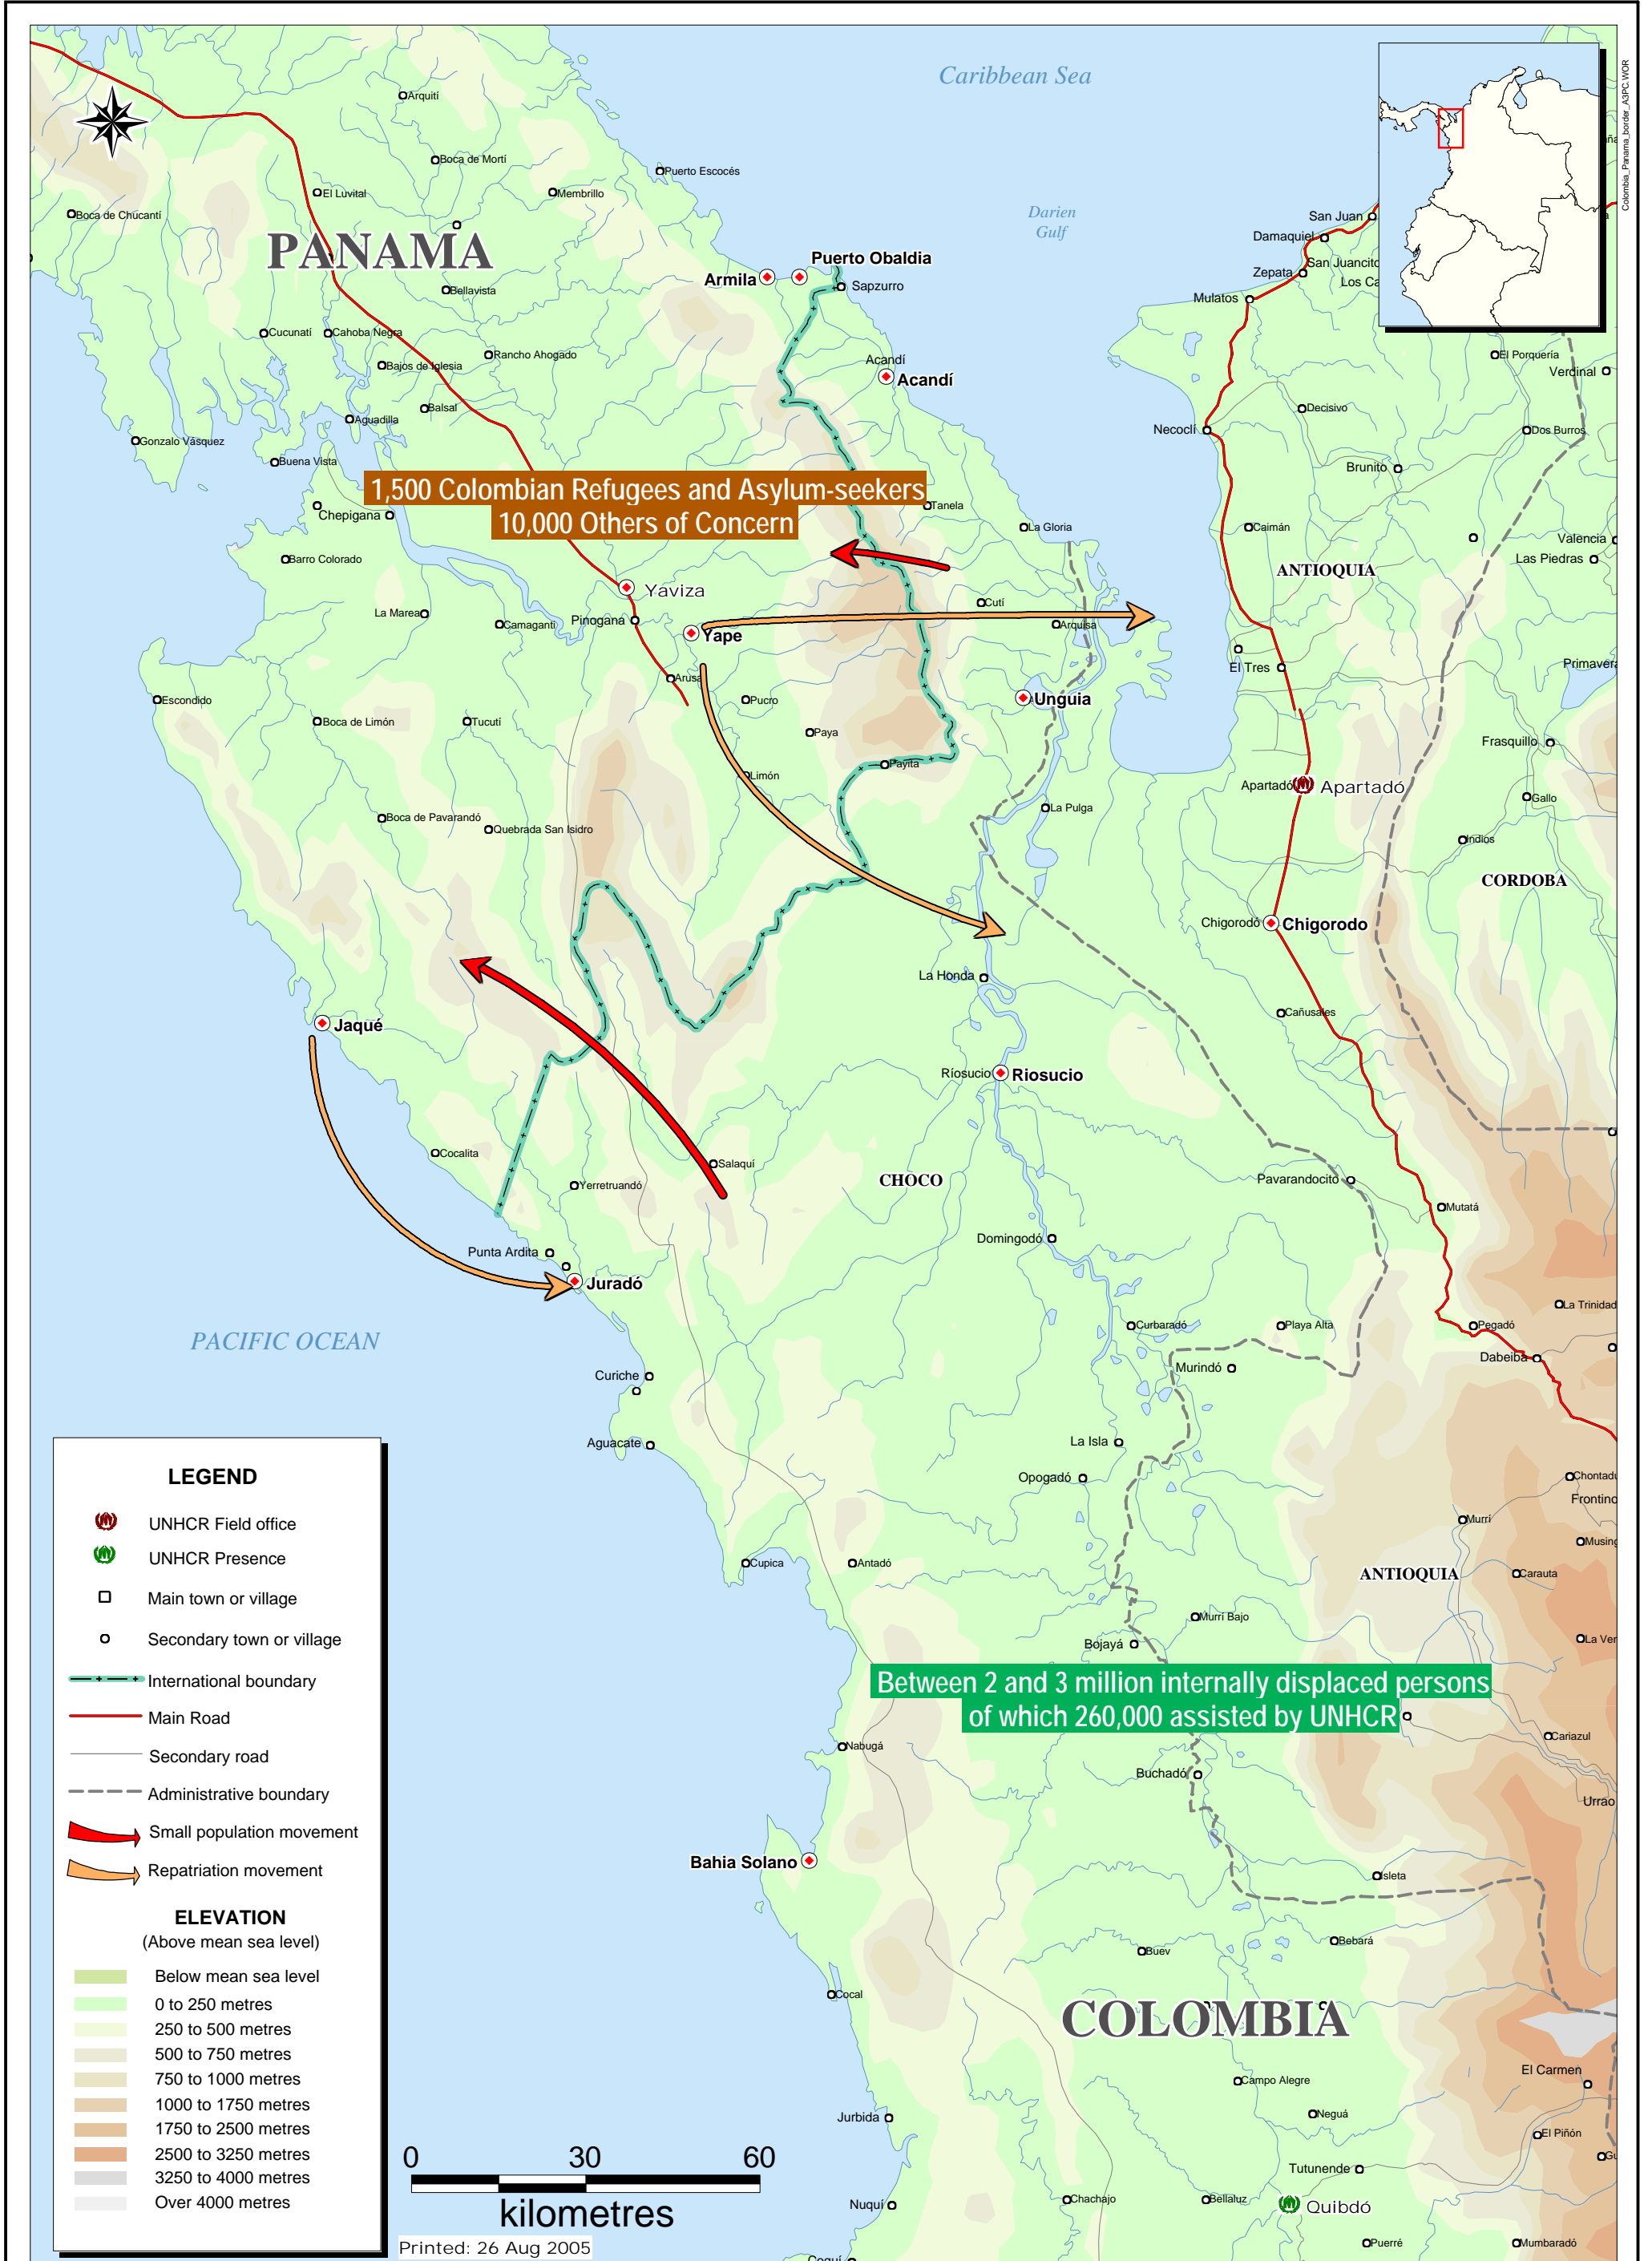 Caribbean Sea
Colombia_Panama_border_A3PC.WOR
Arquití
Boca de Mortí
Puerto Escocés
El Luvital
Membrillo
Boca de Chucantí
Darien
Gulf
San Juan
Damaquiel
PANAMA
Puerto Obaldia
Armila
Sapzurro
San Juancito
Zepata
Los Ca
Mulatos
Bellavista
Cucunatí
Cahoba Negra
Rancho Ahogado
Bajos de Iglesia
Acandí
Acandí
El Porquería
Verdinal
Balsal
Aguadilla
Decisivo
Necoclí
Dos Burros
Gonzalo Vásquez
Buena Vista
Brunito
1,500 Colombian Refugees and Asylum-seekers
10,000 Others of Concern
Tanela
Chepigana
La Gloria
Caimán
Valencia
Las Piedras
Barro Colorado
ANTIOQUIA
Yaviza
Cutí
La Marea
Camaganti
Pinogana
Yape
Arquisa
El Tres
Primavera
Arusa
Escondido
Pucro
Unguia
Boca de Limón
Tucutí
Paya
Frasquillo
Payita
Limón
Apartadó
Apartadó
Gallo
La Pulga
Boca de Pavarandó
Quebrada San Isidro
Indios
CORDOBA
Chigorodó
Chigorodo
La Honda
Cañusales
Jaqué
Ríosucio
Riosucio
Cocalita
Salaquí
Yerretruandó
CHOCO
Pavarandocito
Mutatá
Domingodó
Punta Ardita
Juradó
La Trinidad
Curbaradó
Playa Alta
Pegadó
PACIFIC OCEAN
Dabeiba
Murindó
Curiche
Aguacate
La Isla
Opogadó
Chontadu
Frontino
Murrí
Musing
Cupica
Antadó
ANTIOQUIA
Carauta
Murrí Bajo
Bojayá
La Ver
Between 2 and 3 million internally displaced persons
of which 260,000 assisted by UNHCR
Nabugá
Cariazul
Buchadó
Urrao
Bahia Solano
Isleta
Buev
Bebará
Cocal
COLOMBIA
El Carmen
Campo Alegre
Jurbida
Neguá
El Piñón
Gu
Tutunende
Nuquí
Chachajo
Bellaluz
Quibdó
Puerré
Mumbaradó
Coquí
LEGEND
UNHCR Field office
UNHCR Presence
Main town or village
Secondary town or village
International boundary
Main Road
Secondary road
Administrative boundary
Small population movement
Repatriation movement
ELEVATION
(Above mean sea level)
Below mean sea level
0 to 250 metres
250 to 500 metres
500 to 750 metres
750 to 1000 metres
1000 to 1750 metres
1750 to 2500 metres
2500 to 3250 metres
3250 to 4000 metres
Over 4000 metres
0 30 60
kilometres
Printed: 26 Aug 2005